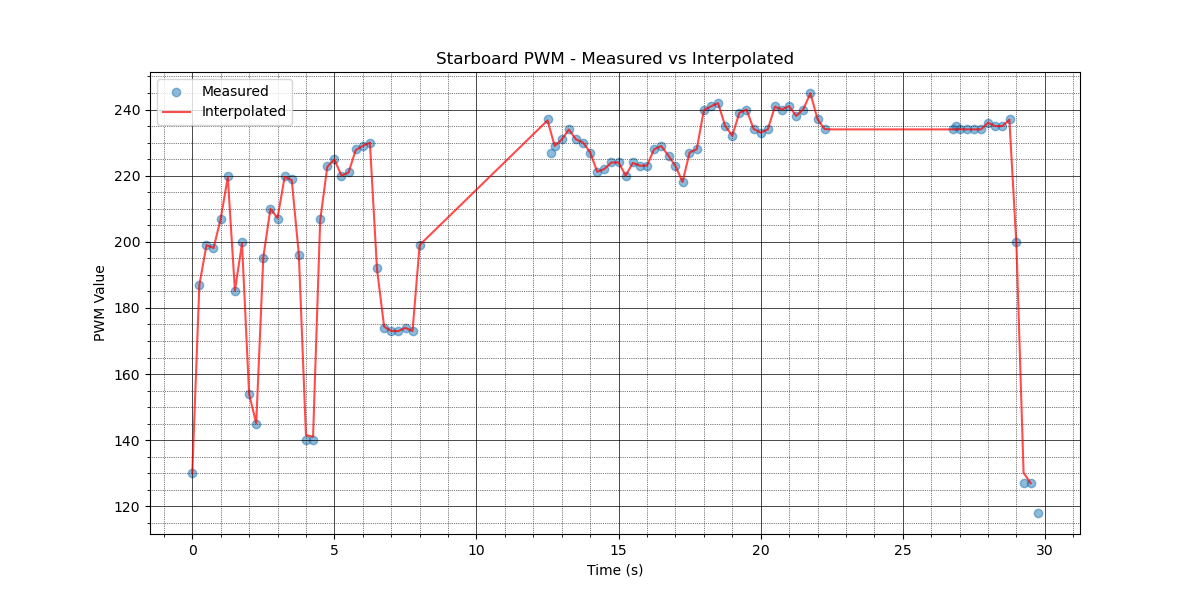 Starboard PWM - Measured vs Interpolated
Measured
Interpolated
240
220
200
180
160
140
120
PWM Value
0 5 10 15 20 25 30
Time (s)